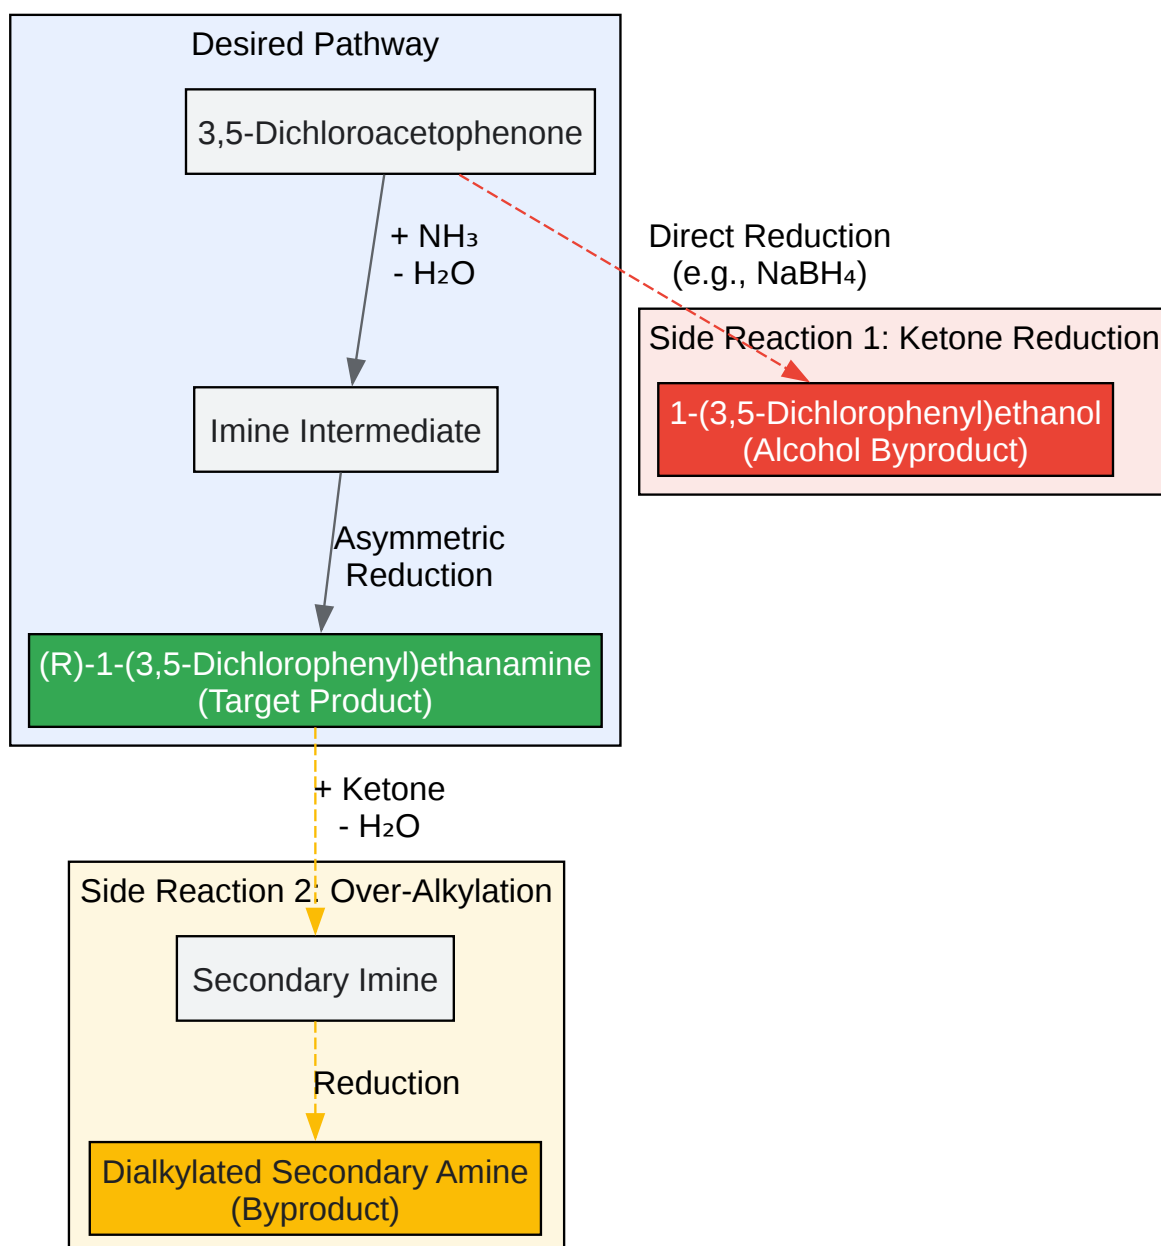 Desired Pathway
3,5-Dichloroacetophenone
+ NH₃
- H₂O
Direct Reduction
(e.g., NaBH₄)
Side Reaction 1: Ketone Reduction
1-(3,5-Dichlorophenyl)ethanol
(Alcohol Byproduct)
Imine Intermediate
Asymmetric
Reduction
(R)-1-(3,5-Dichlorophenyl)ethanamine
(Target Product)
+ Ketone
- H₂O
Side Reaction 2: Over-Alkylation
Secondary Imine
Reduction
Dialkylated Secondary Amine
(Byproduct)